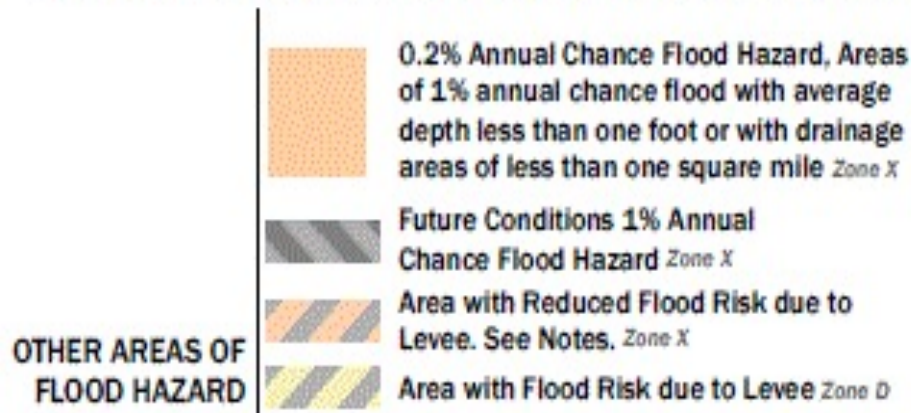 0.2% Annual Chance Flood Hazard, Areas
of 1% annual chance flood with average
depth less than one foot or with drainage
areas of less than one square mile Zone X
Future Conditions 1% Annual
Chance Flood Hazard Zone X
Area with Reduced Flood Risk due to
Levee. See Notes. Zone X
OTHER AREAS OF
FLOOD HAZARD
Area with Flood Risk due to Levee Zone D